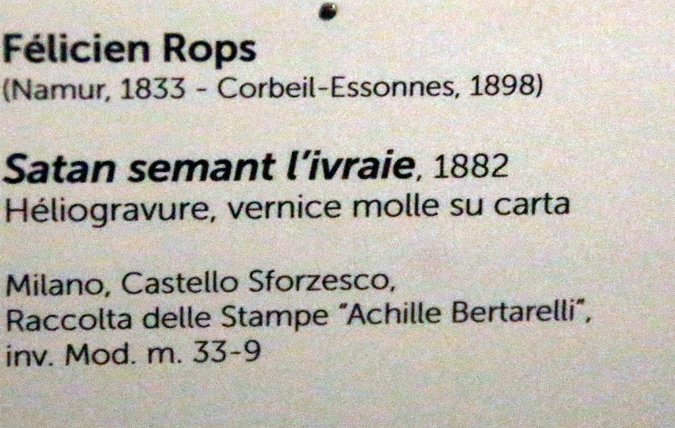 Félicien Rops
(Namur, 1833 - Corbeil-Essonnes, 1898)
Satan semant l'ivraie, 1882
Héliogravure, vernice molle su carta
Milano, Castello Sforzesco,
Raccolta delle Stampe "Achille Bertarelli",
inv. Mod. m. 33-9